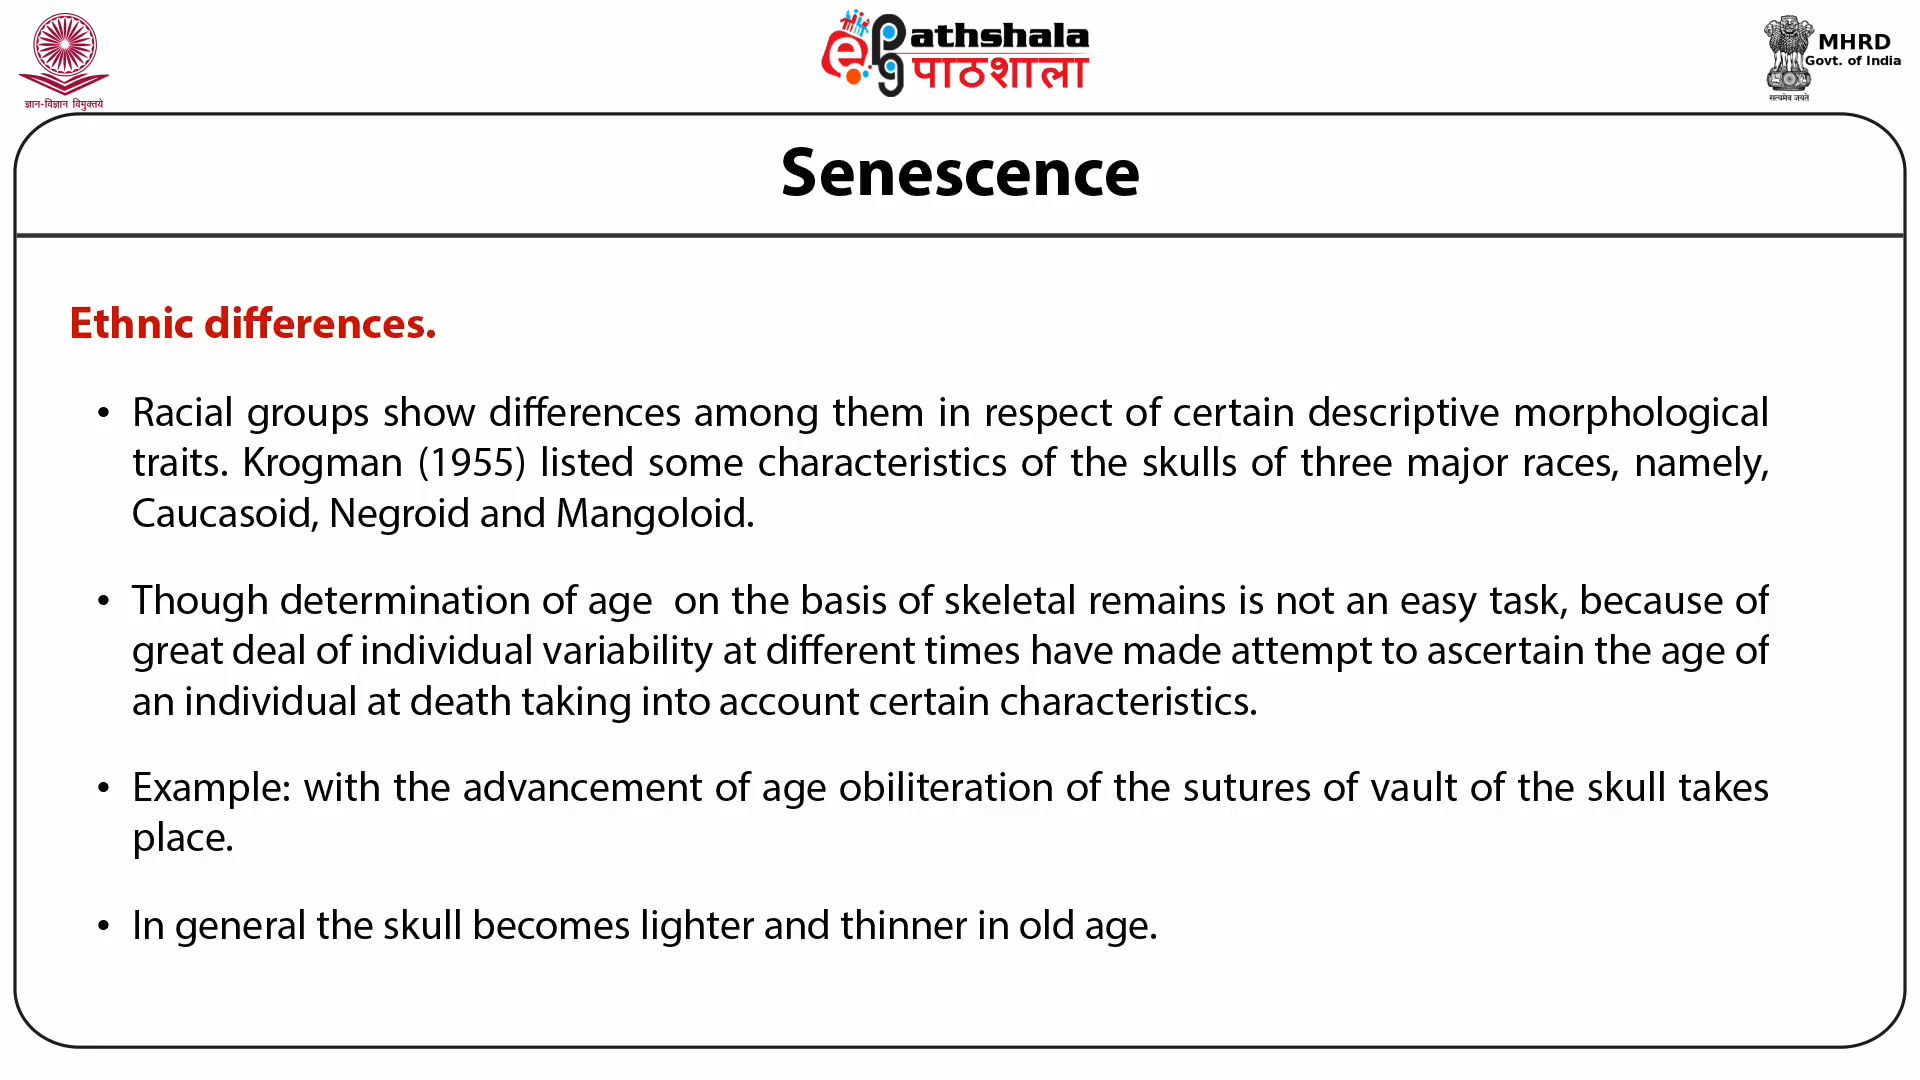 ज्ञान-विज्ञान विमुक्तये
ePG athshala
पाठशाला
MHRD
Govt. of India
सत्यमेव जयते
Senescence
Ethnic differences.
• Racial groups show differences among them in respect of certain descriptive morphological
traits. Krogman (1955) listed some characteristics of the skulls of three major races, namely,
Caucasoid, Negroid and Mangoloid.
• Though determination of age on the basis of skeletal remains is not an easy task, because of
great deal of individual variability at different times have made attempt to ascertain the age of
an individual at death taking into account certain characteristics.
• Example: with the advancement of age obiliteration of the sutures of vault of the skull takes
place.
• In general the skull becomes lighter and thinner in old age.